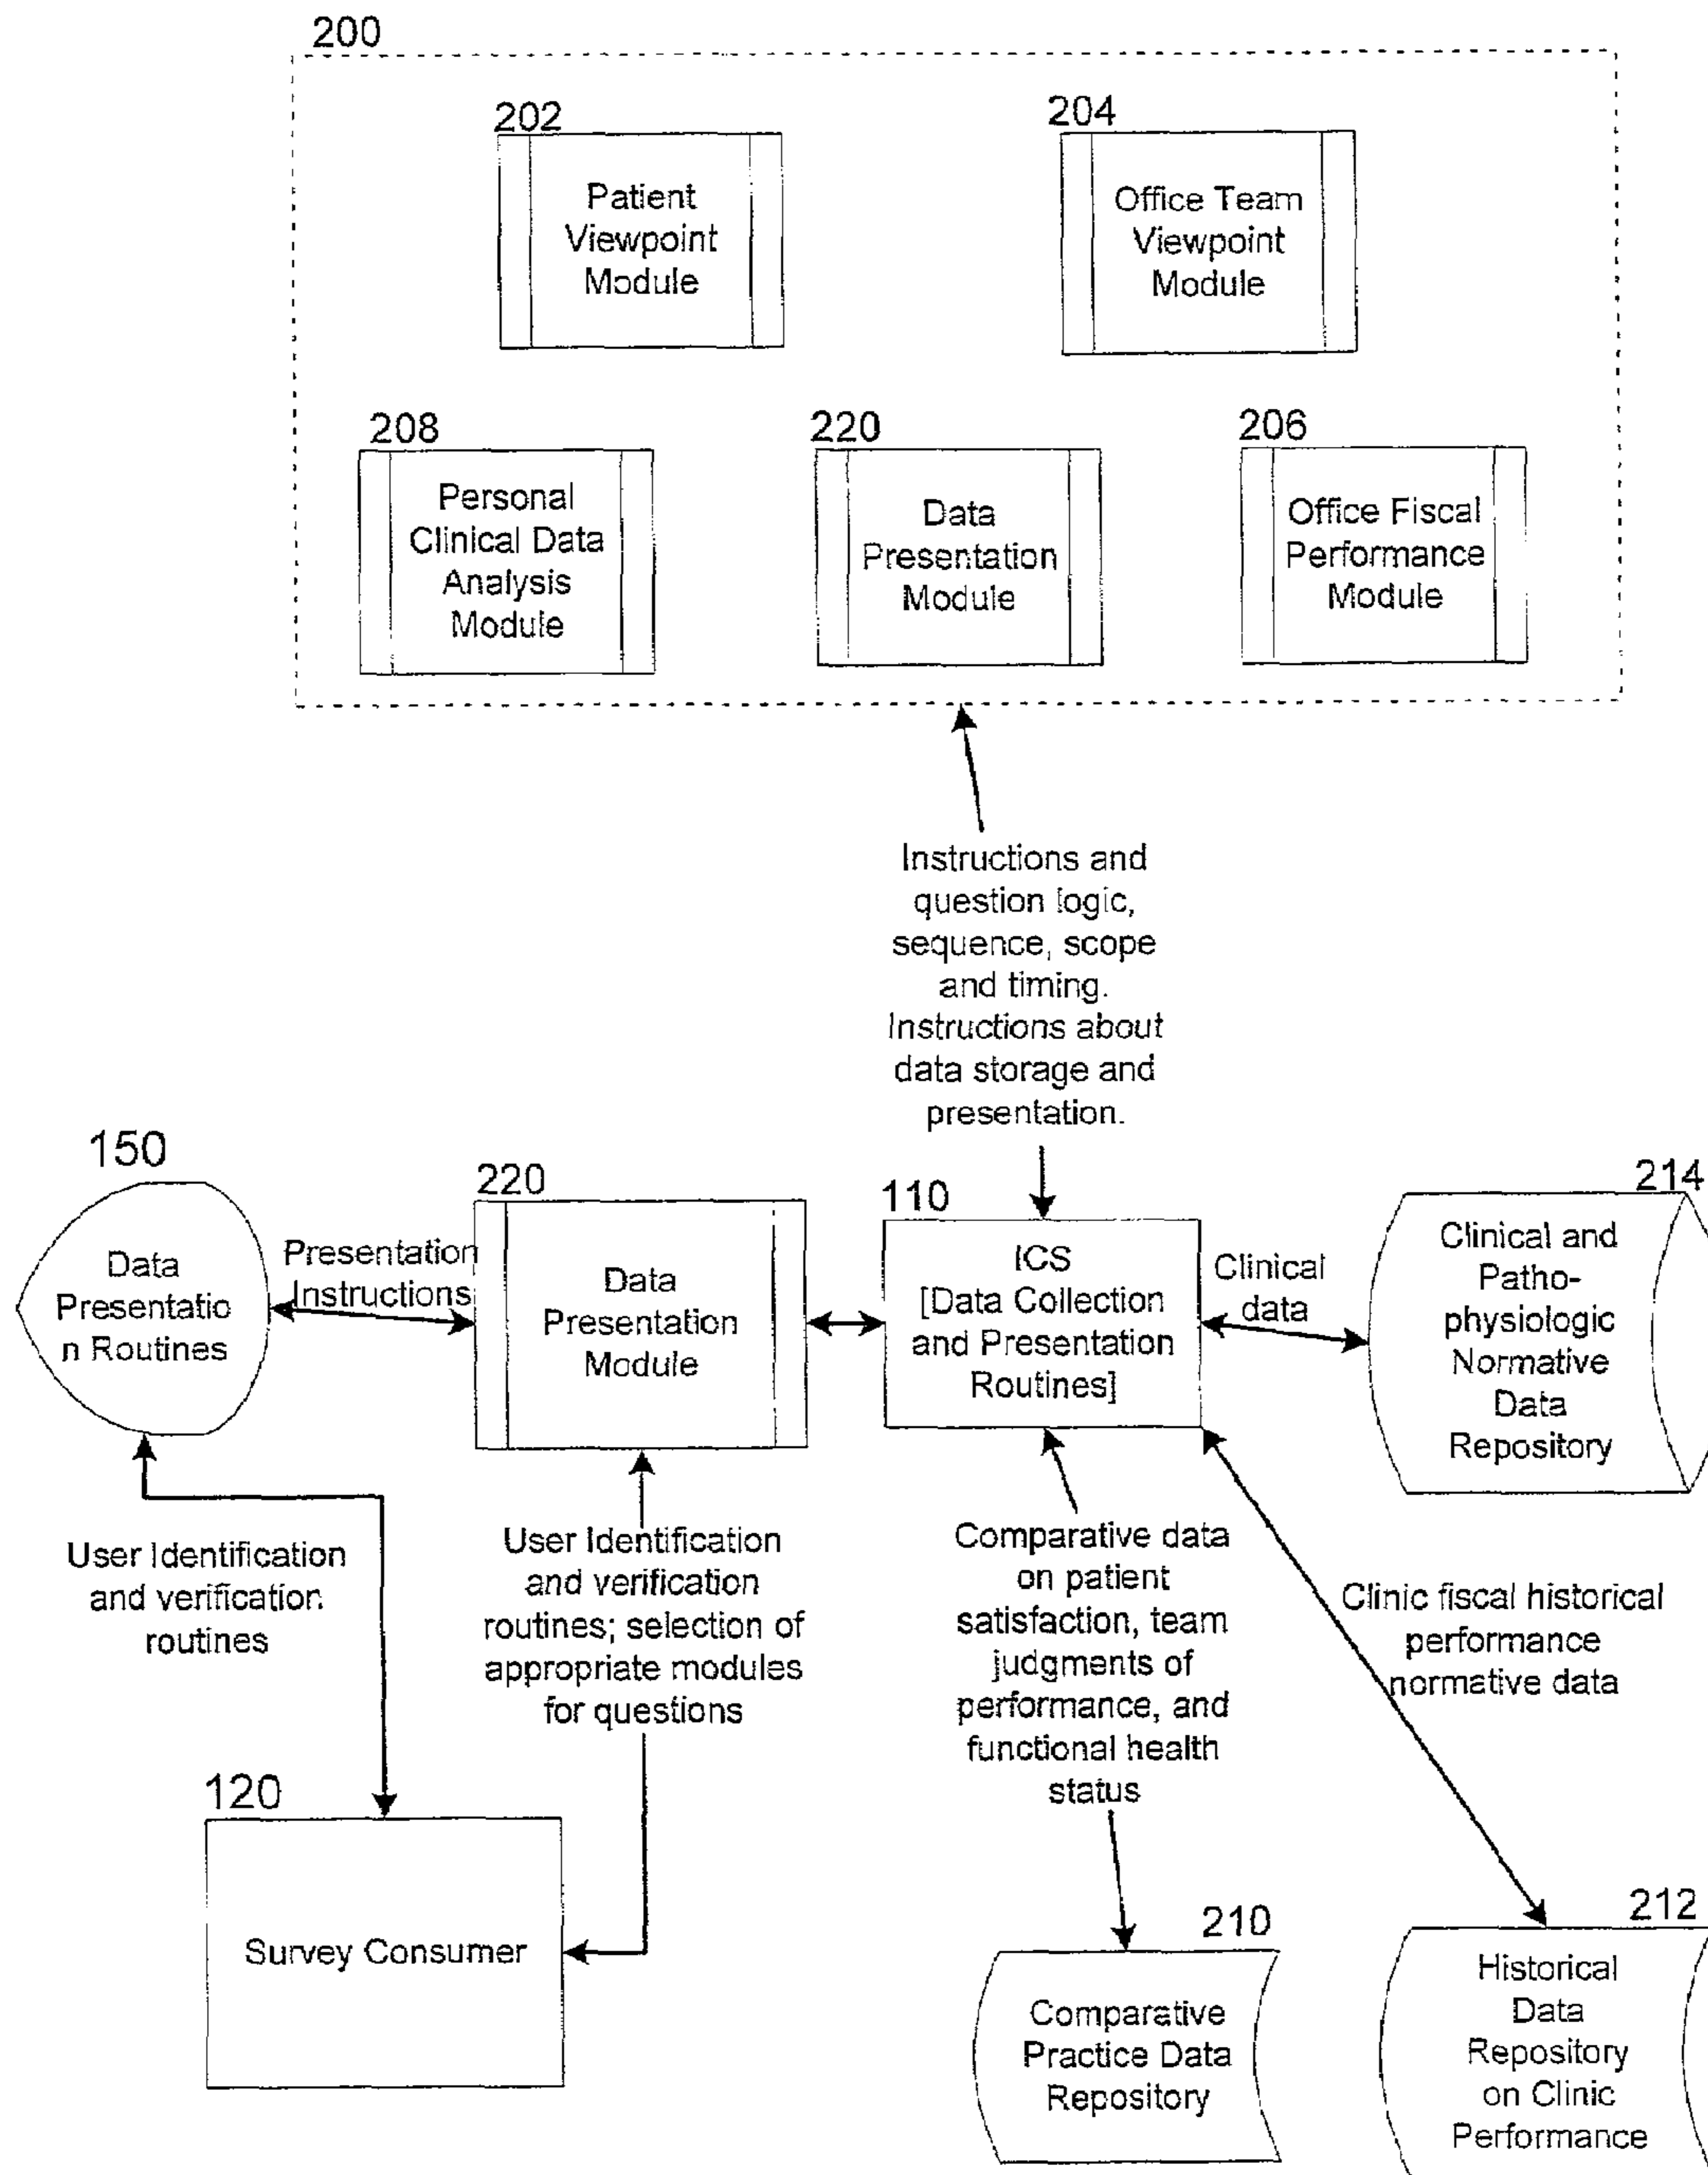 200
202
Patient
Viewpoint
Module
204
Office Team
Viewpoint
Module
208
Personal
Clinical Data
Analysis
Module
220
Data
Presentation
Module
206
Office Fiscal
Performance
Module
Instructions and
question logic,
sequence, scope
and timing.
Instructions about
data storage and
presentation.
150
Data
Presentatio
n Routines
Presentation
Instructions
220
Data
Presentation
Module
110
ICS
[Data Collection
and Presentation
Routines]
Clinical
data
214
Clinical and
Patho-
physiologic
Normative
Data
Repository
User Identification
and verification
routines
User Identification
and verification
routines; selection of
appropriate modules
for questions
Comparative data
on patient
satisfaction, team
judgments of
performance, and
functional health
status
Clinic fiscal historical
performance
normative data
120
Survey Consumer
210
Comparative
Practice Data
Repository
212
Historical
Data
Repository
on Clinic
Performance